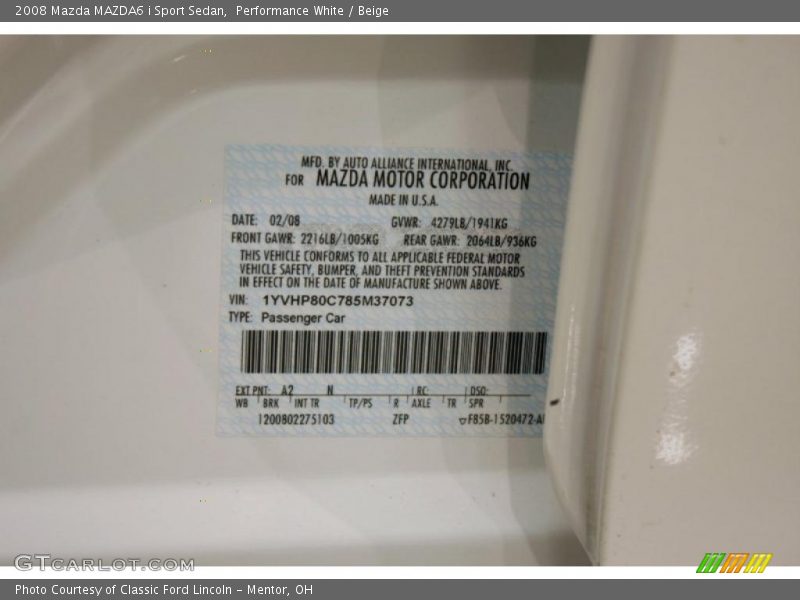 2008 Mazda MAZDA6 i Sport Sedan,  Performance White / Beige
MFD. BY AUTO ALLIANCE INTERNATIONAL, INC.
FOR MAZDA MOTOR CORPORATION
MADE IN U.S.A.
DATE: 02/08 GVWR: 4279LB/1941KG
FRONT GAWR: 2216LB/1005KG REAR GAWR: 2064LB/936KG
THIS VEHICLE CONFORMS TO ALL APPLICABLE FEDERAL MOTOR
VEHICLE SAFETY, BUMPER, AND THEFT PREVENTION STANDARDS
IN EFFECT ON THE DATE OF MANUFACTURE SHOWN ABOVE.
VIN: 1YVHP80C785M37073
TYPE: Passenger Car
EXT PNT: A2 N RC: DSO:
WB BRK INT TR TP/PS R AXLE TR SPR
1200802275103 ZFP F85B-1520472-A
GTCARLOT.COM
Photo Courtesy of Classic Ford Lincoln - Mentor, OH